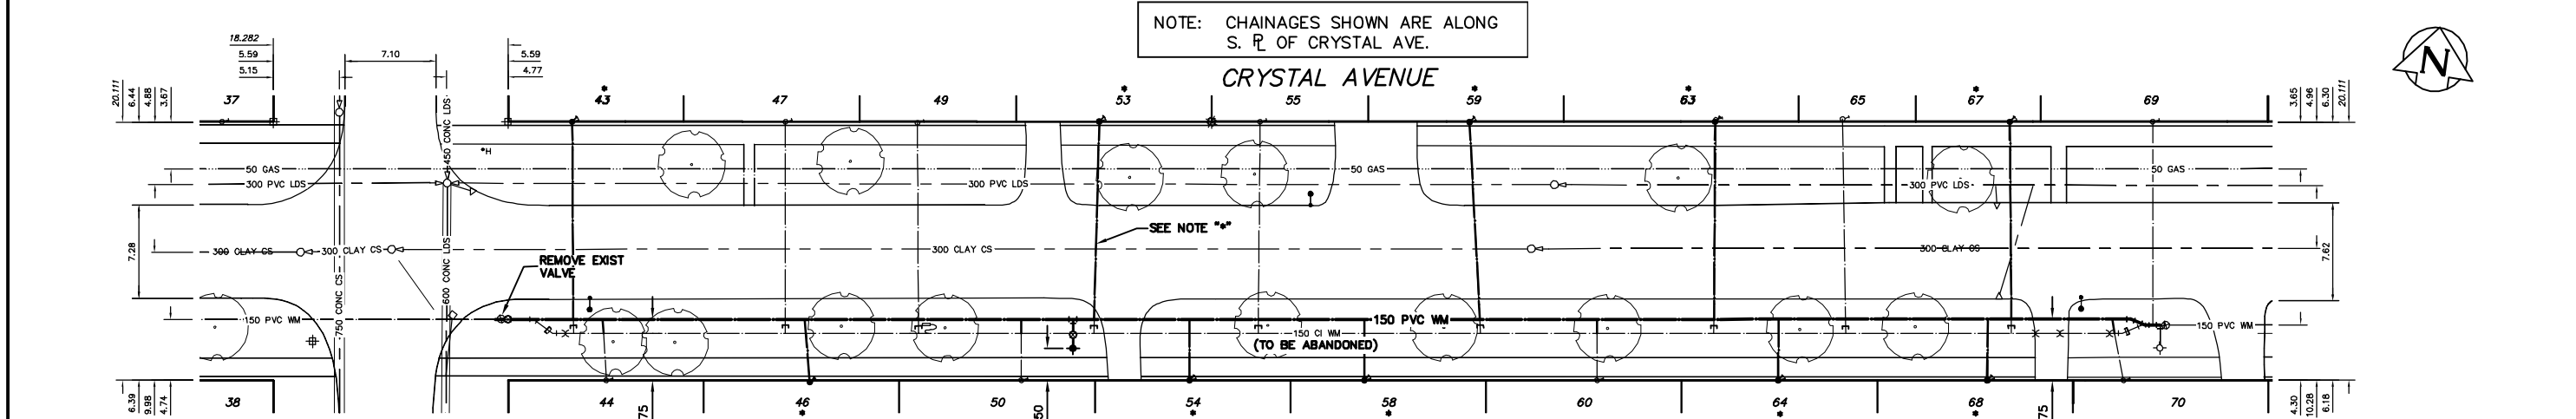 NOTE: CHAINAGES SHOWN ARE ALONG
S. PL OF CRYSTAL AVE.
CRYSTAL AVENUE
N
18.282
5.59
5.15
7.10
5.59
4.77
20.111
6.44
4.88
3.67
37
43
*
47
49
53
*
55
59
*
63
*
65
67
*
69
3.65
4.96
6.30
20.111
450 CONC LDS
*H
50 GAS
50 GAS
50 GAS
300 PVC LDS
300 PVC LDS
300 PVC LDS
SEE NOTE "*"
7.28
300 CLAY CS
300 CLAY CS
300 CLAY CS
300 CLAY CS
7.62
REMOVE EXIST
VALVE
750 CONC CS
600 CONC LDS
150 PVC WM
150 PVC WM
150 PVC WM
150 CI WM
(TO BE ABANDONED)
6.39
9.98
4.74
38
44
75
46
*
50
50
54
*
58
*
60
64
*
68
*
75
70
4.30
10.28
6.18